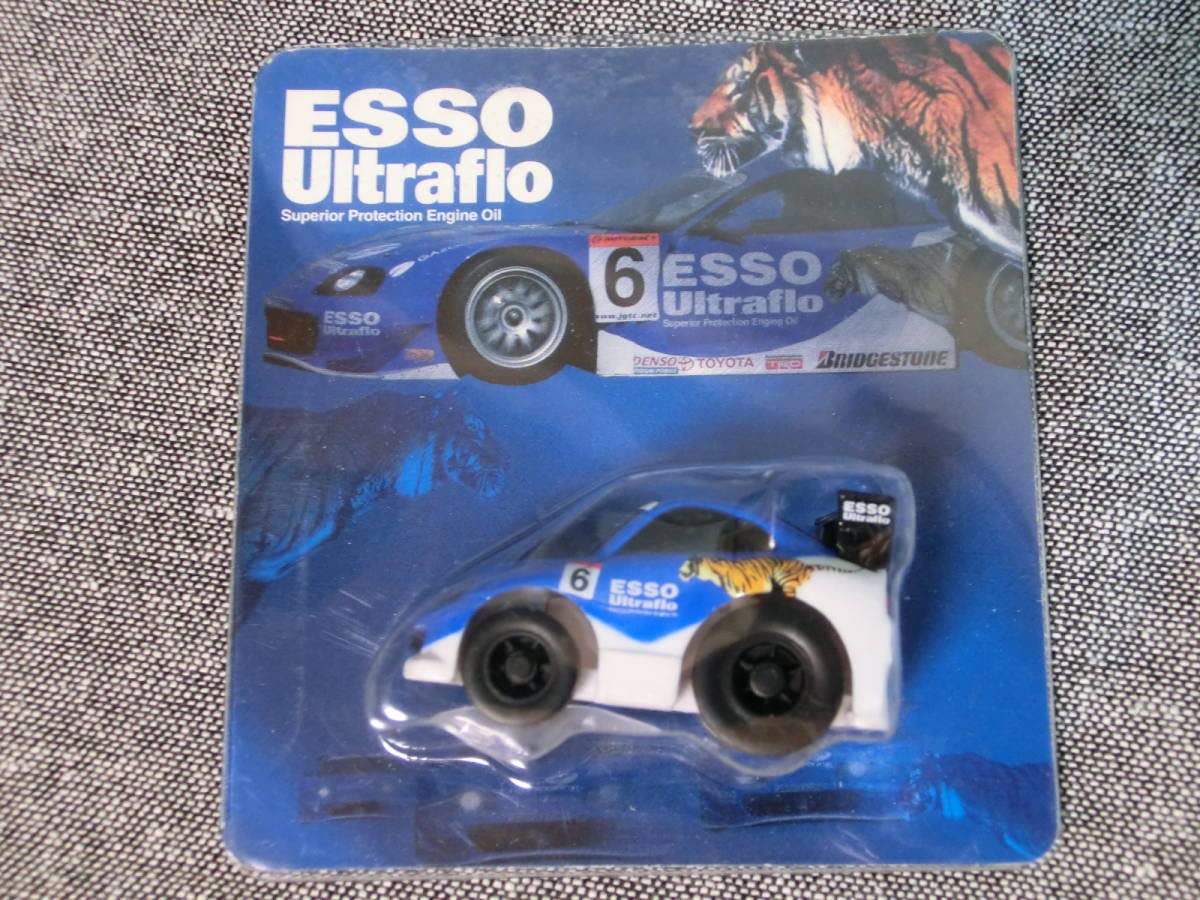 ESSO
Ultraflo
Superior Protection Engine Oil
6
www.jgtc.net
ESSO
Ultraflo
Superior Protection Engine Oil
ESSO
Ultraflo
DENSO TOYOTA TRD BRIDGESTONE
ESSO
Ultraflo
6
ESSO
Ultraflo